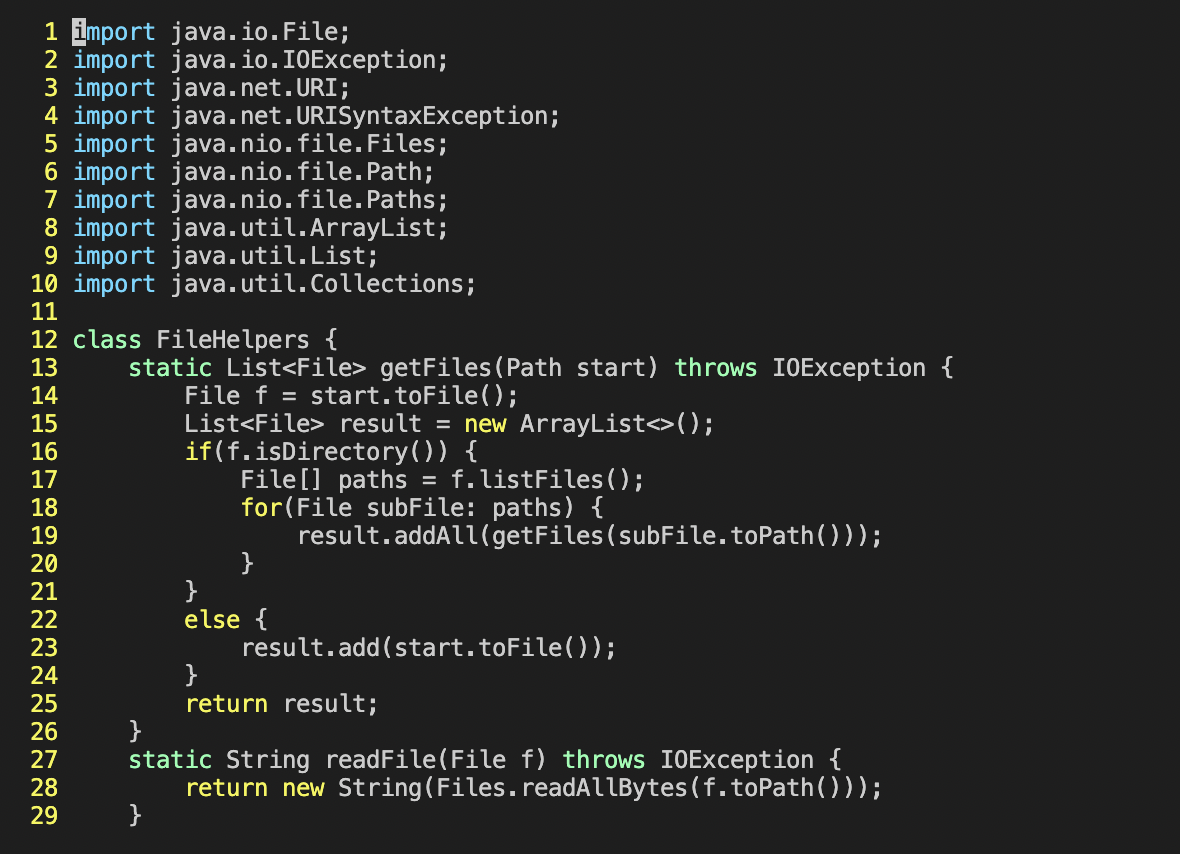 1 import java.io.File;
2 import java.io.IOException;
3 import java.net.URI;
4 import java.net.URISyntaxException;
5 import java.nio.file.Files;
6 import java.nio.file.Path;
7 import java.nio.file.Paths;
8 import java.util.ArrayList;
9 import java.util.List;
10 import java.util.Collections;
11
12 class FileHelpers {
13     static List<File> getFiles(Path start) throws IOException {
14         File f = start.toFile();
15         List<File> result = new ArrayList<>();
16         if(f.isDirectory()) {
17             File[] paths = f.listFiles();
18             for(File subFile: paths) {
19                 result.addAll(getFiles(subFile.toPath()));
20             }
21         }
22         else {
23             result.add(start.toFile());
24         }
25         return result;
26     }
27     static String readFile(File f) throws IOException {
28         return new String(Files.readAllBytes(f.toPath()));
29     }